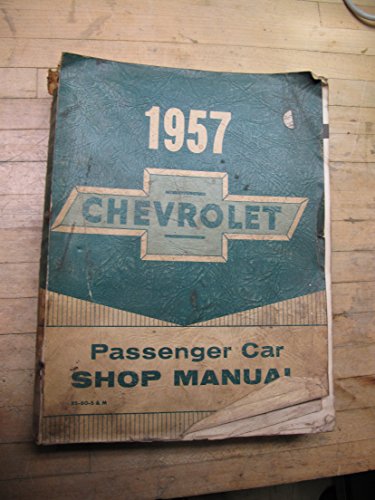 1957
CHEVROLET
Passenger Car
SHOP MANUAL